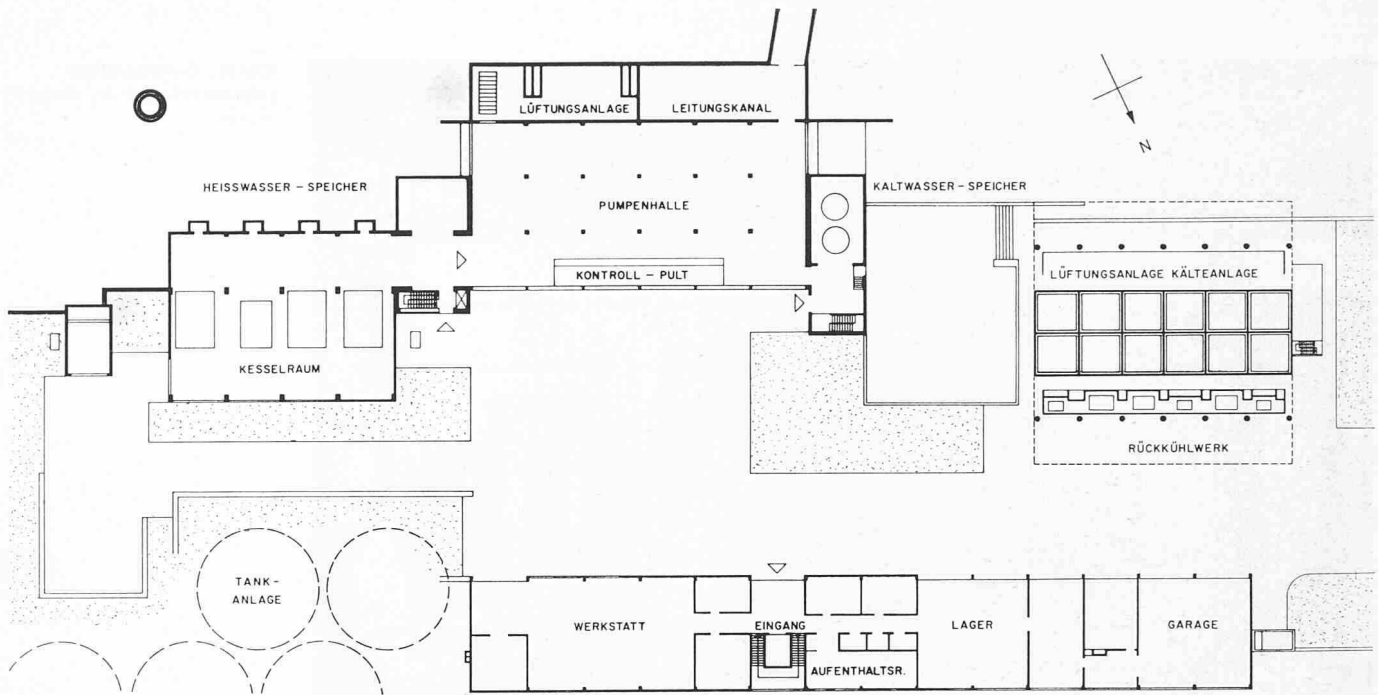 LÜFTUNGSANLAGE
LEITUNGSKANAL
N
HEISSWASSER – SPEICHER
KALTWASSER – SPEICHER
PUMPENHALLE
KONTROLL – PULT
LÜFTUNGSANLAGE KÄLTEANLAGE
KESSELRAUM
RÜCKKÜHLWERK
TANK-
ANLAGE
WERKSTATT
EINGANG
LAGER
GARAGE
AUFENTHALTSR.